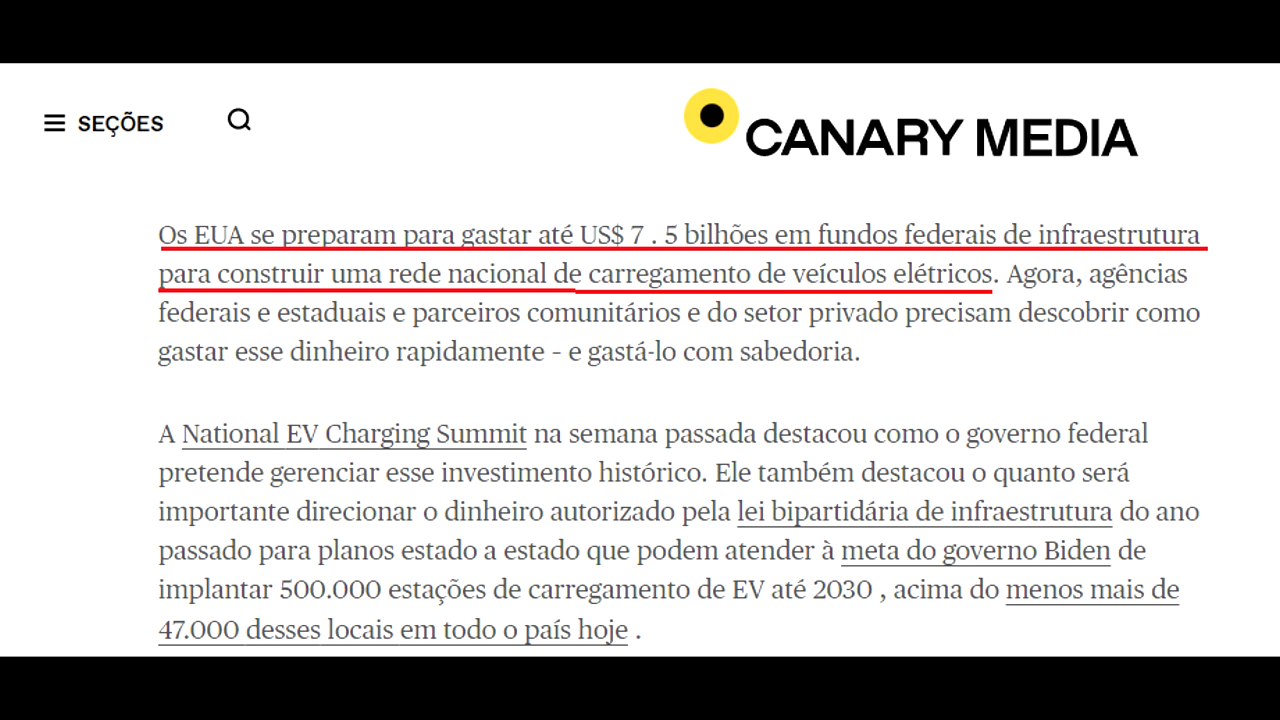 SEÇÕES
CANARY MEDIA
Os EUA se preparam para gastar até US$ 7 . 5 bilhões em fundos federais de infraestrutura
para construir uma rede nacional de carregamento de veículos elétricos. Agora, agências
federais e estaduais e parceiros comunitários e do setor privado precisam descobrir como
gastar esse dinheiro rapidamente – e gastá-lo com sabedoria.
A National EV Charging Summit na semana passada destacou como o governo federal
pretende gerenciar esse investimento histórico. Ele também destacou o quanto será
importante direcionar o dinheiro autorizado pela lei bipartidária de infraestrutura do ano
passado para planos estado a estado que podem atender à meta do governo Biden de
implantar 500.000 estações de carregamento de EV até 2030 , acima do menos mais de
47.000 desses locais em todo o país hoje .